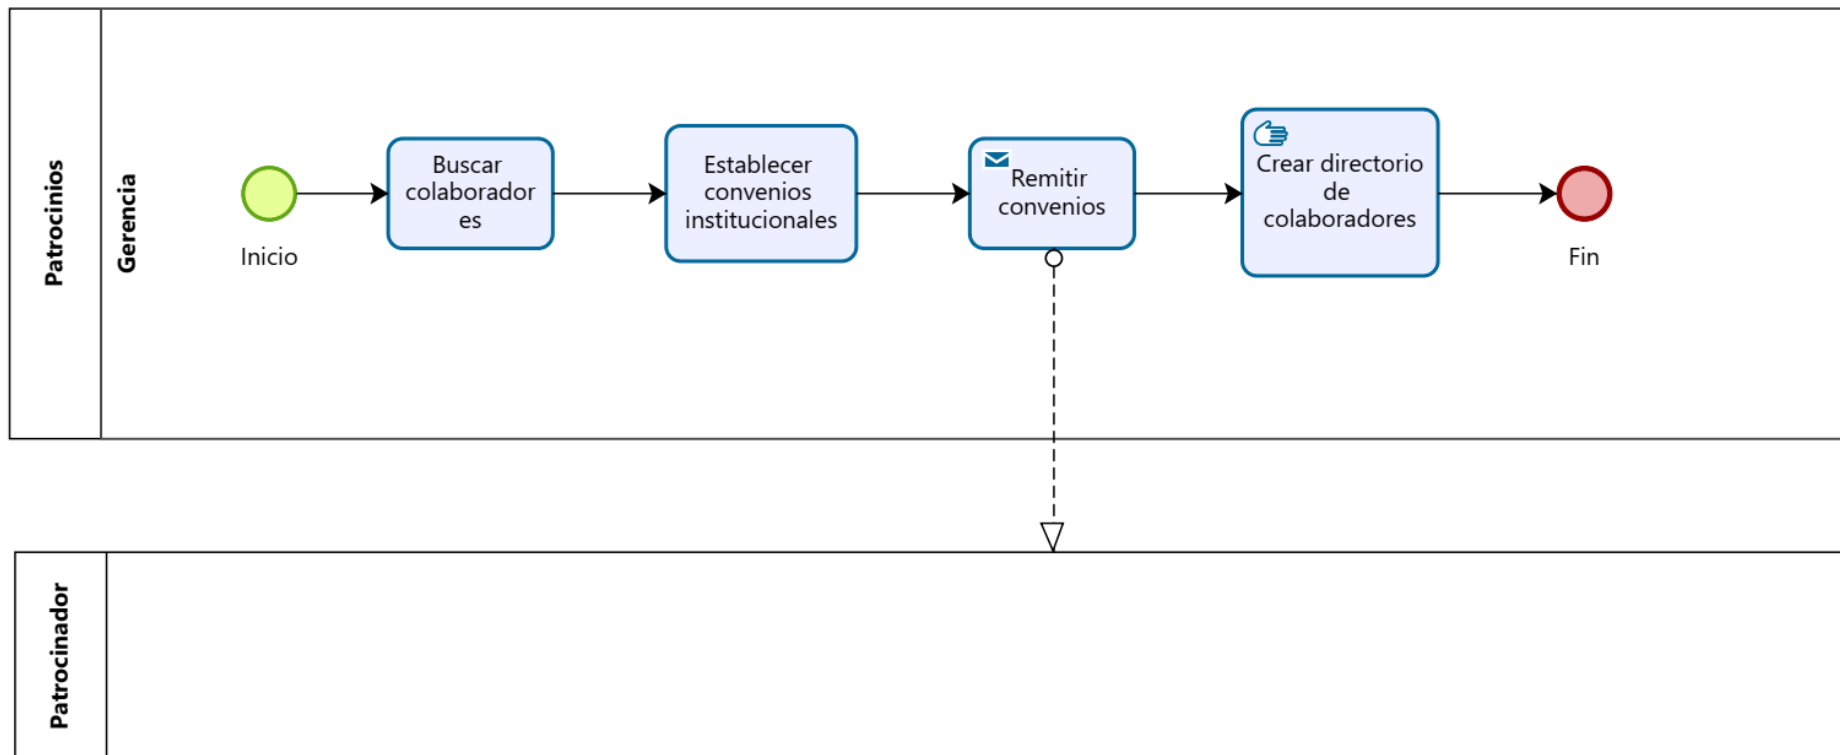 Patrocinios
Gerencia
Inicio
Buscar
colaborador
es
Establecer
convenios
institucionales
Remitir
convenios
Crear directorio
de
colaboradores
Fin
Patrocinador